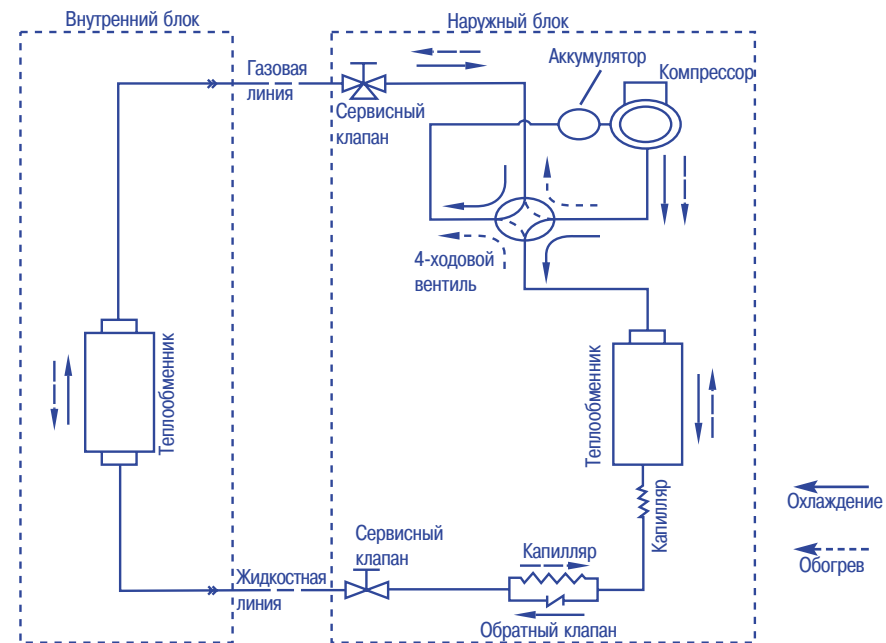 Внутренний блок
Наружный блок
Газовая
линия
Сервисный
клапан
Аккумулятор
Компрессор
4-ходовой
вентиль
Теплообменник
Теплообменник
Капилляр
Охлаждение
Обогрев
Сервисный
клапан
Капилляр
Жидкостная
линия
Обратный клапан